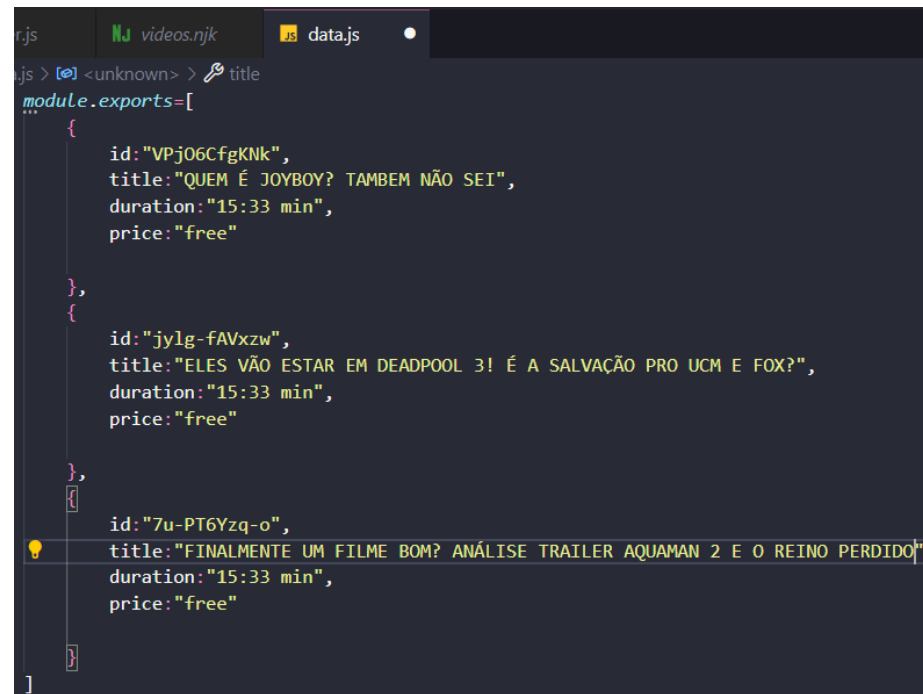 r.js NJ videos.njk JS data.js
.js > <unknown> > title
module.exports=[
{
id:"VPjO6CfgKNk",
title:"QUEM É JOYBOY? TAMBEM NÃO SEI",
duration:"15:33 min",
price:"free"
},
{
id:"jylg-fAVxzw",
title:"ELES VÃO ESTAR EM DEADPOOL 3! É A SALVAÇÃO PRO UCM E FOX?",
duration:"15:33 min",
price:"free"
},
{
id:"7u-PT6Yzq-o",
title:"FINALMENTE UM FILME BOM? ANÁLISE TRAILER AQUAMAN 2 E O REINO PERDIDO"
duration:"15:33 min",
price:"free"
}
]